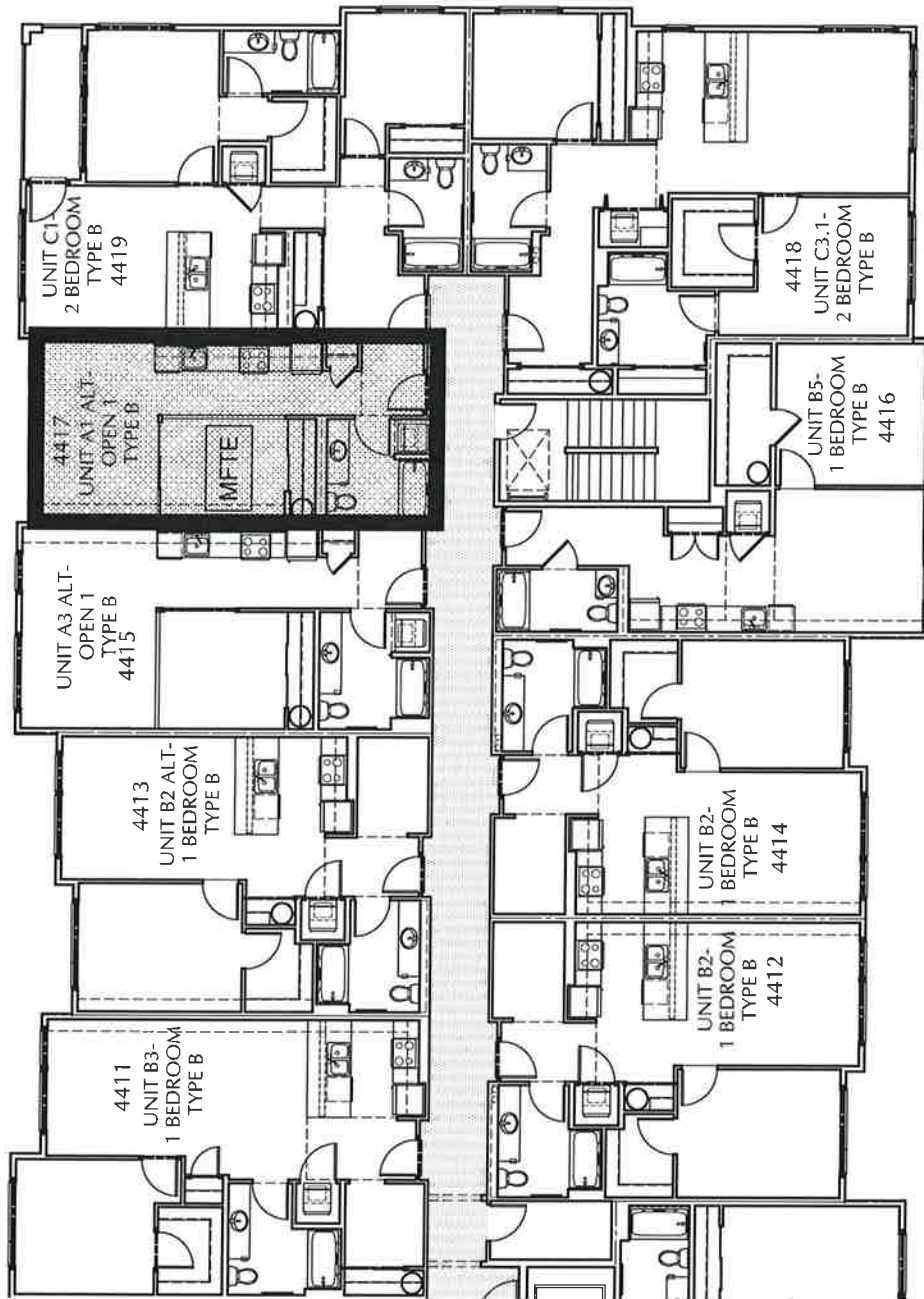 UNIT C1-
2 BEDROOM
TYPE B
4419
4418
UNIT C3.1-
2 BEDROOM
TYPE B
4417
UNIT A1 ALT-
OPEN 1
TYPE B
MFTE
UNIT B5-
1 BEDROOM
TYPE B
4416
UNIT A3 ALT-
OPEN 1
TYPE B
4415
4413
UNIT B2 ALT-
1 BEDROOM
TYPE B
UNIT B2-
1 BEDROOM
TYPE B
4414
UNIT B2-
1 BEDROOM
TYPE B
4412
4411
UNIT B3-
1 BEDROOM
TYPE B